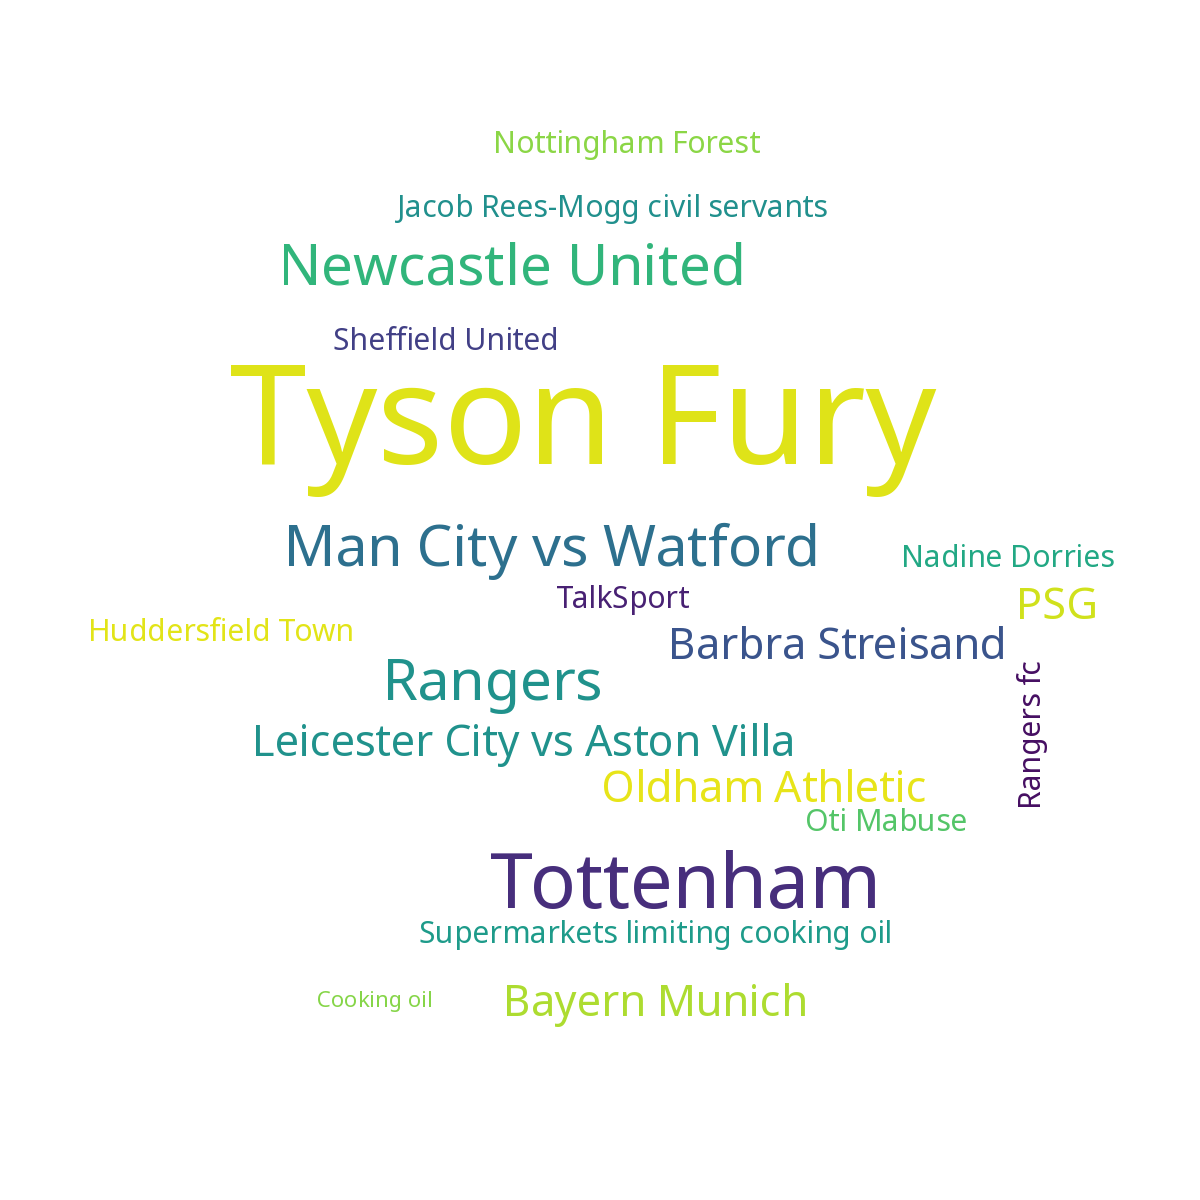 Nottingham Forest
Jacob Rees-Mogg civil servants
Newcastle United
Sheffield United
Tyson Fury
Man City vs Watford
Nadine Dorries
TalkSport
PSG
Huddersfield Town
Barbra Streisand
Rangers
Rangers fc
Leicester City vs Aston Villa
Oldham Athletic
Oti Mabuse
Tottenham
Supermarkets limiting cooking oil
Cooking oil
Bayern Munich